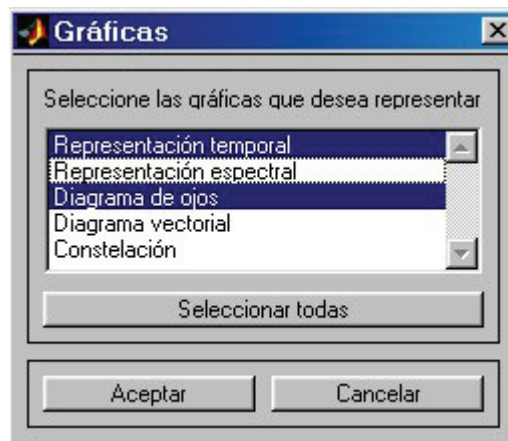 Gráficas
Seleccione las gráficas que desea representar
Representación temporal
Representación espectral
Diagrama de ojos
Diagrama vectorial
Constelación
Seleccionar todas
Aceptar
Cancelar